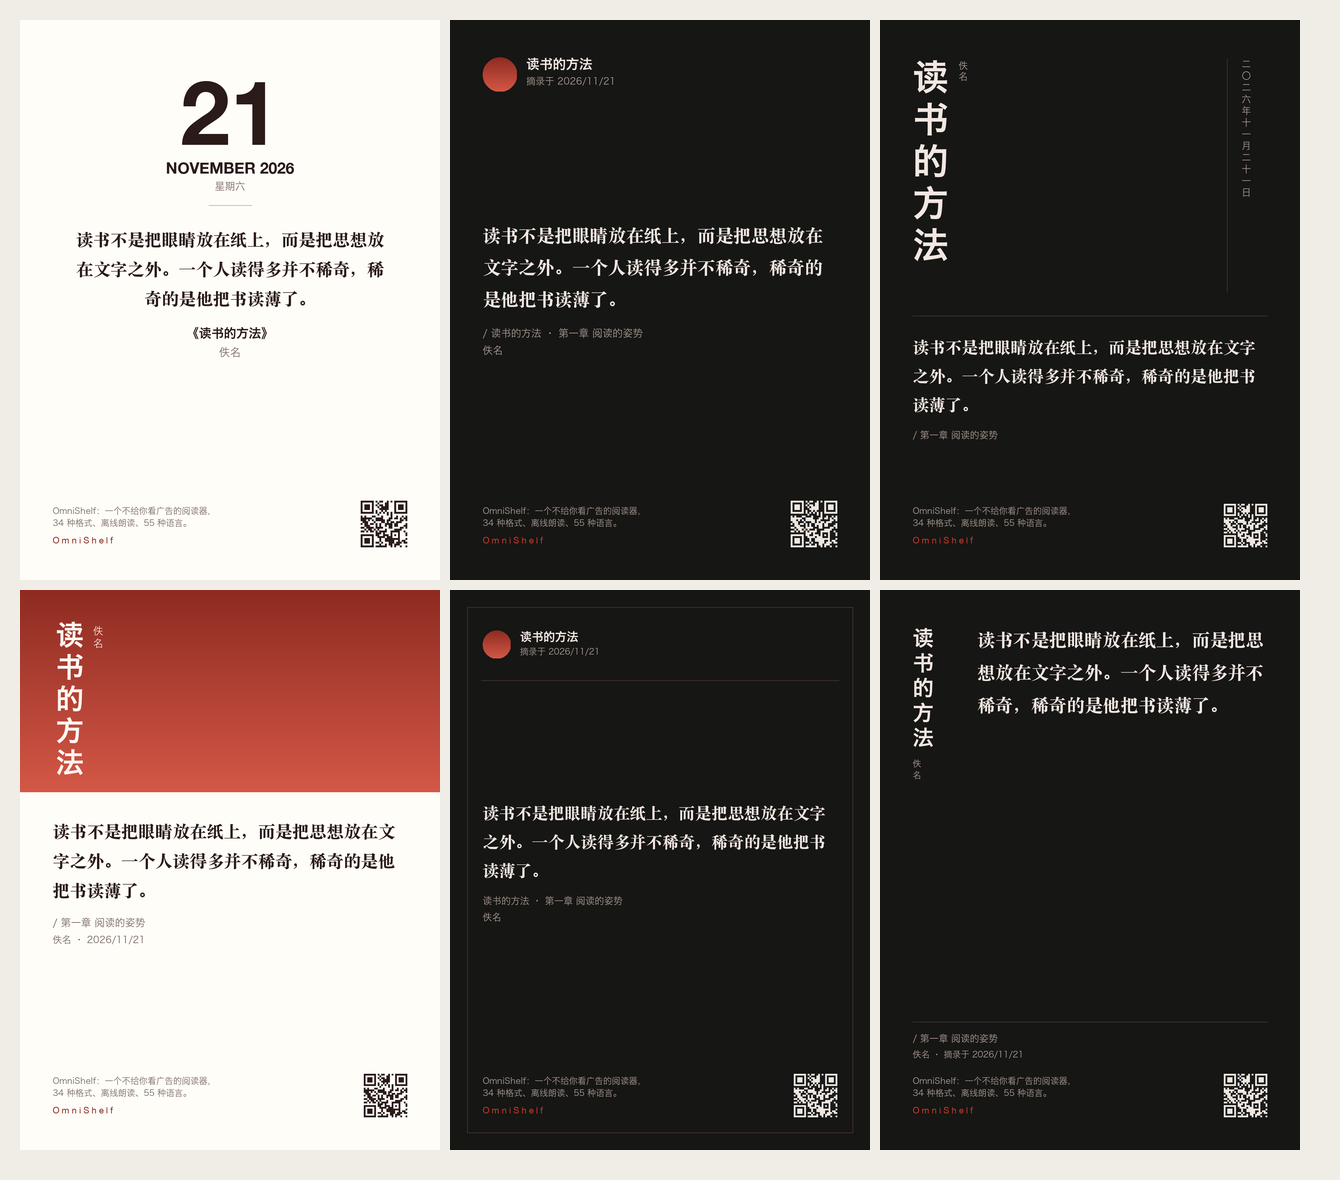 21
NOVEMBER 2026
星期六
读书不是把眼睛放在纸上，而是把思想放
在文字之外。一个人读得多并不稀奇，稀
奇的是他把书读薄了。
《读书的方法》
佚名
OmniShelf：一个不给你看广告的阅读器，
34 种格式、离线朗读、55 种语言。
OmniShelf
读书的方法
摘录于 2026/11/21
读书不是把眼睛放在纸上，而是把思想放在
文字之外。一个人读得多并不稀奇，稀奇的
是他把书读薄了。
/ 读书的方法 · 第一章 阅读的姿势
佚名
OmniShelf：一个不给你看广告的阅读器，
34 种格式、离线朗读、55 种语言。
OmniShelf
读书的方法
佚名
二〇二六年十一月二十一日
读书不是把眼睛放在纸上，而是把思想放在文字
之外。一个人读得多并不稀奇，稀奇的是他把书
读薄了。
/ 第一章 阅读的姿势
OmniShelf：一个不给你看广告的阅读器，
34 种格式、离线朗读、55 种语言。
OmniShelf
读书的方法
佚名
读书不是把眼睛放在纸上，而是把思想放在文
字之外。一个人读得多并不稀奇，稀奇的是他
把书读薄了。
/ 第一章 阅读的姿势
佚名 · 2026/11/21
OmniShelf：一个不给你看广告的阅读器，
34 种格式、离线朗读、55 种语言。
OmniShelf
读书的方法
摘录于 2026/11/21
读书不是把眼睛放在纸上，而是把思想放在文字
之外。一个人读得多并不稀奇，稀奇的是他把书
读薄了。
读书的方法 · 第一章 阅读的姿势
佚名
OmniShelf：一个不给你看广告的阅读器，
34 种格式、离线朗读、55 种语言。
OmniShelf
读书的方法
佚名
读书不是把眼睛放在纸上，而是把思
想放在文字之外。一个人读得多并不
稀奇，稀奇的是他把书读薄了。
/ 第一章 阅读的姿势
佚名 · 摘录于 2026/11/21
OmniShelf：一个不给你看广告的阅读器，
34 种格式、离线朗读、55 种语言。
OmniShelf